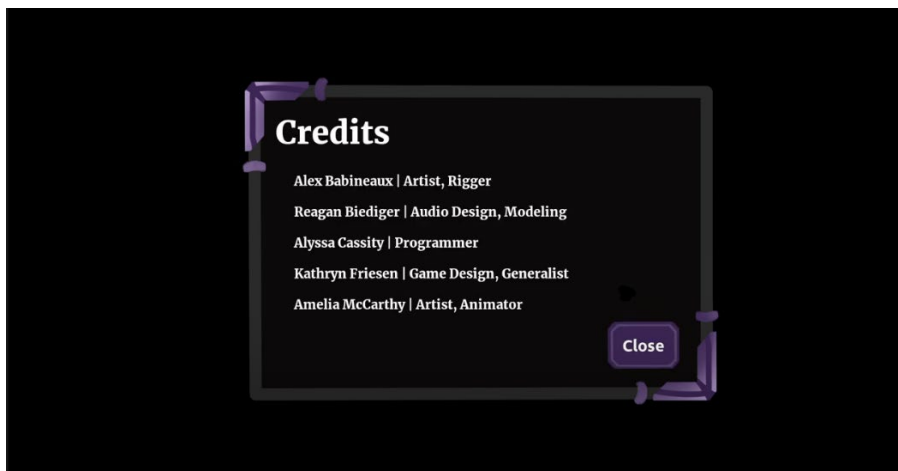 Credits
Alex Babineaux | Artist, Rigger
Reagan Biediger | Audio Design, Modeling
Alyssa Cassity | Programmer
Kathryn Friesen | Game Design, Generalist
Amelia McCarthy | Artist, Animator
Close